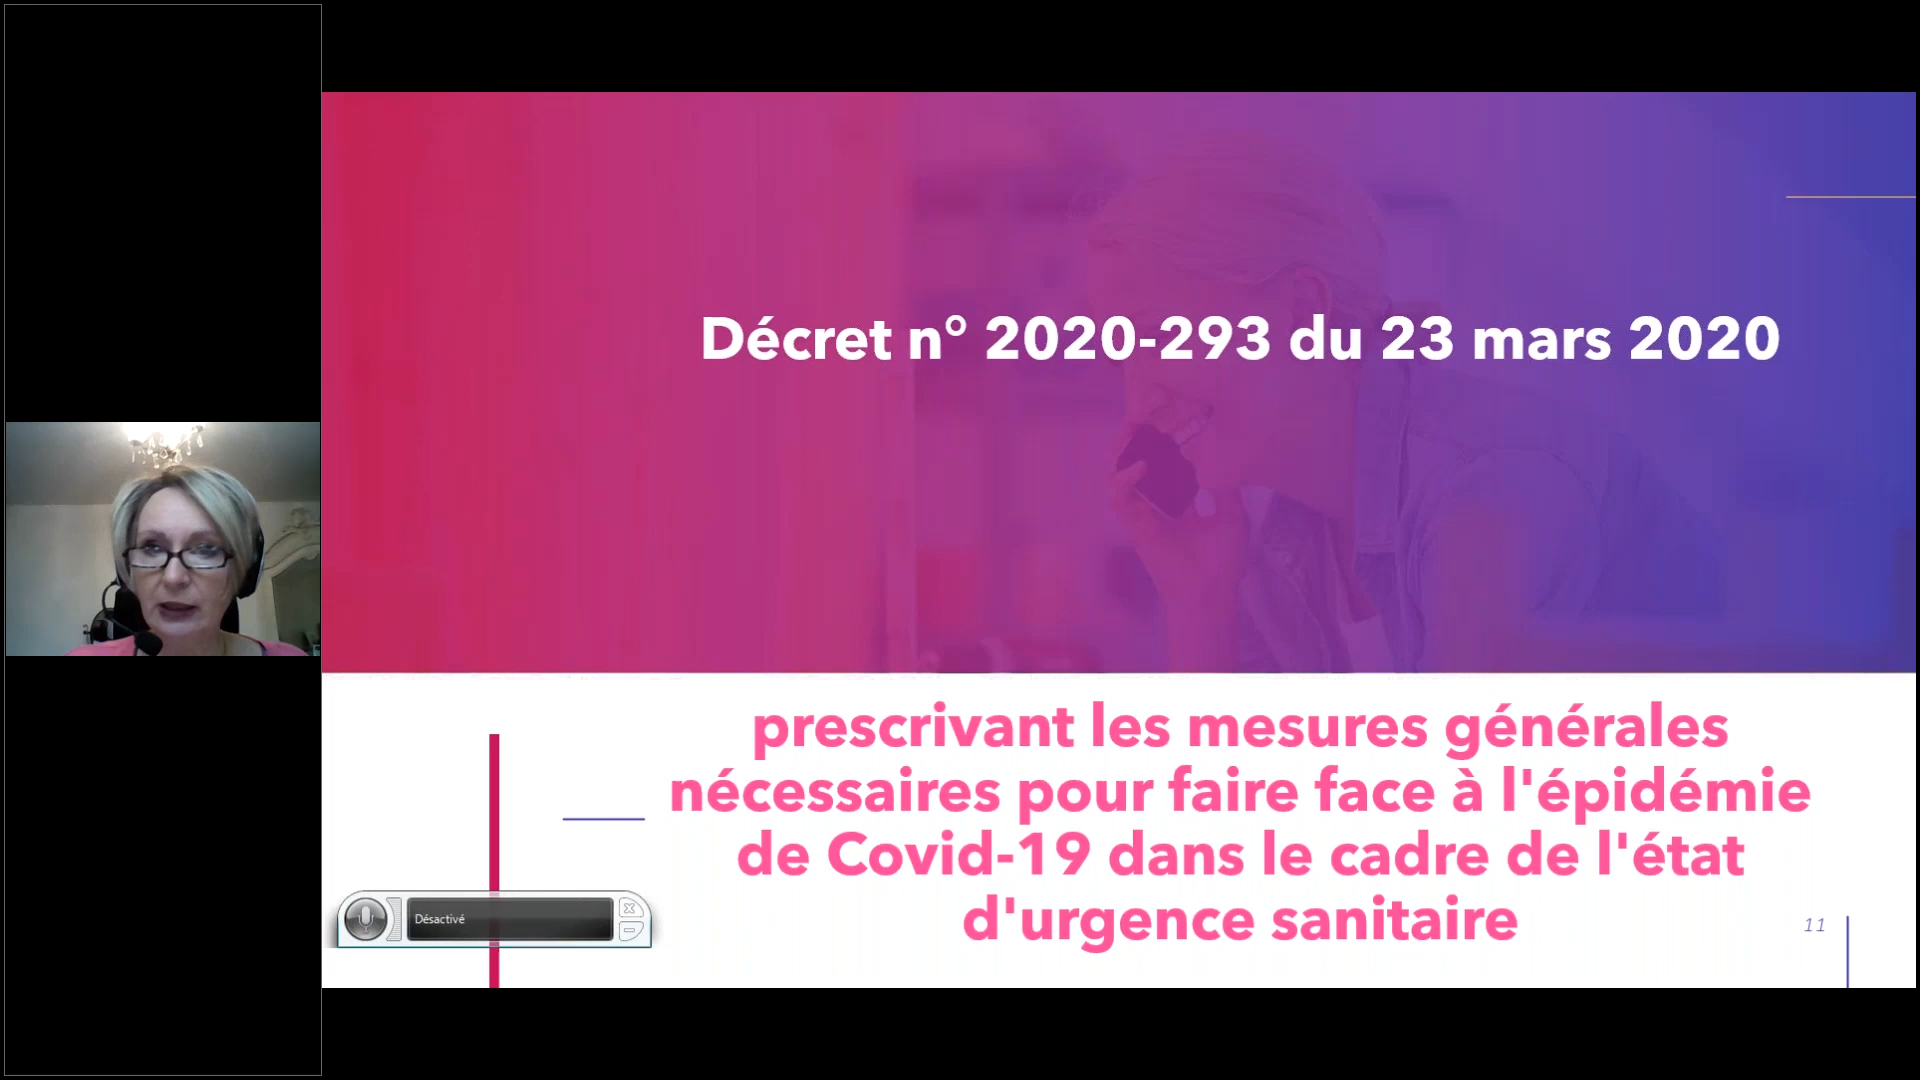 Décret n° 2020-293 du 23 mars 2020
prescrivant les mesures générales
nécessaires pour faire face à l'épidémie
de Covid-19 dans le cadre de l'état
d'urgence sanitaire
Désactivé
11